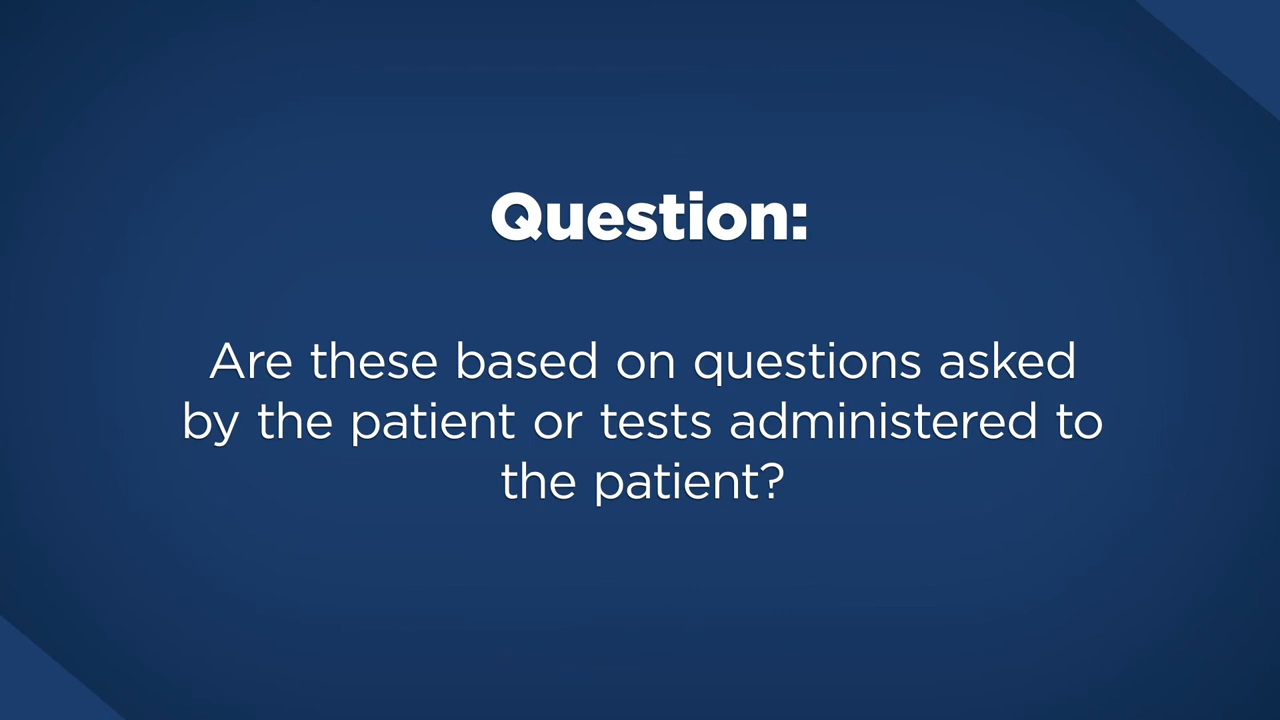 Question:
Are these based on questions asked
by the patient or tests administered to
the patient?